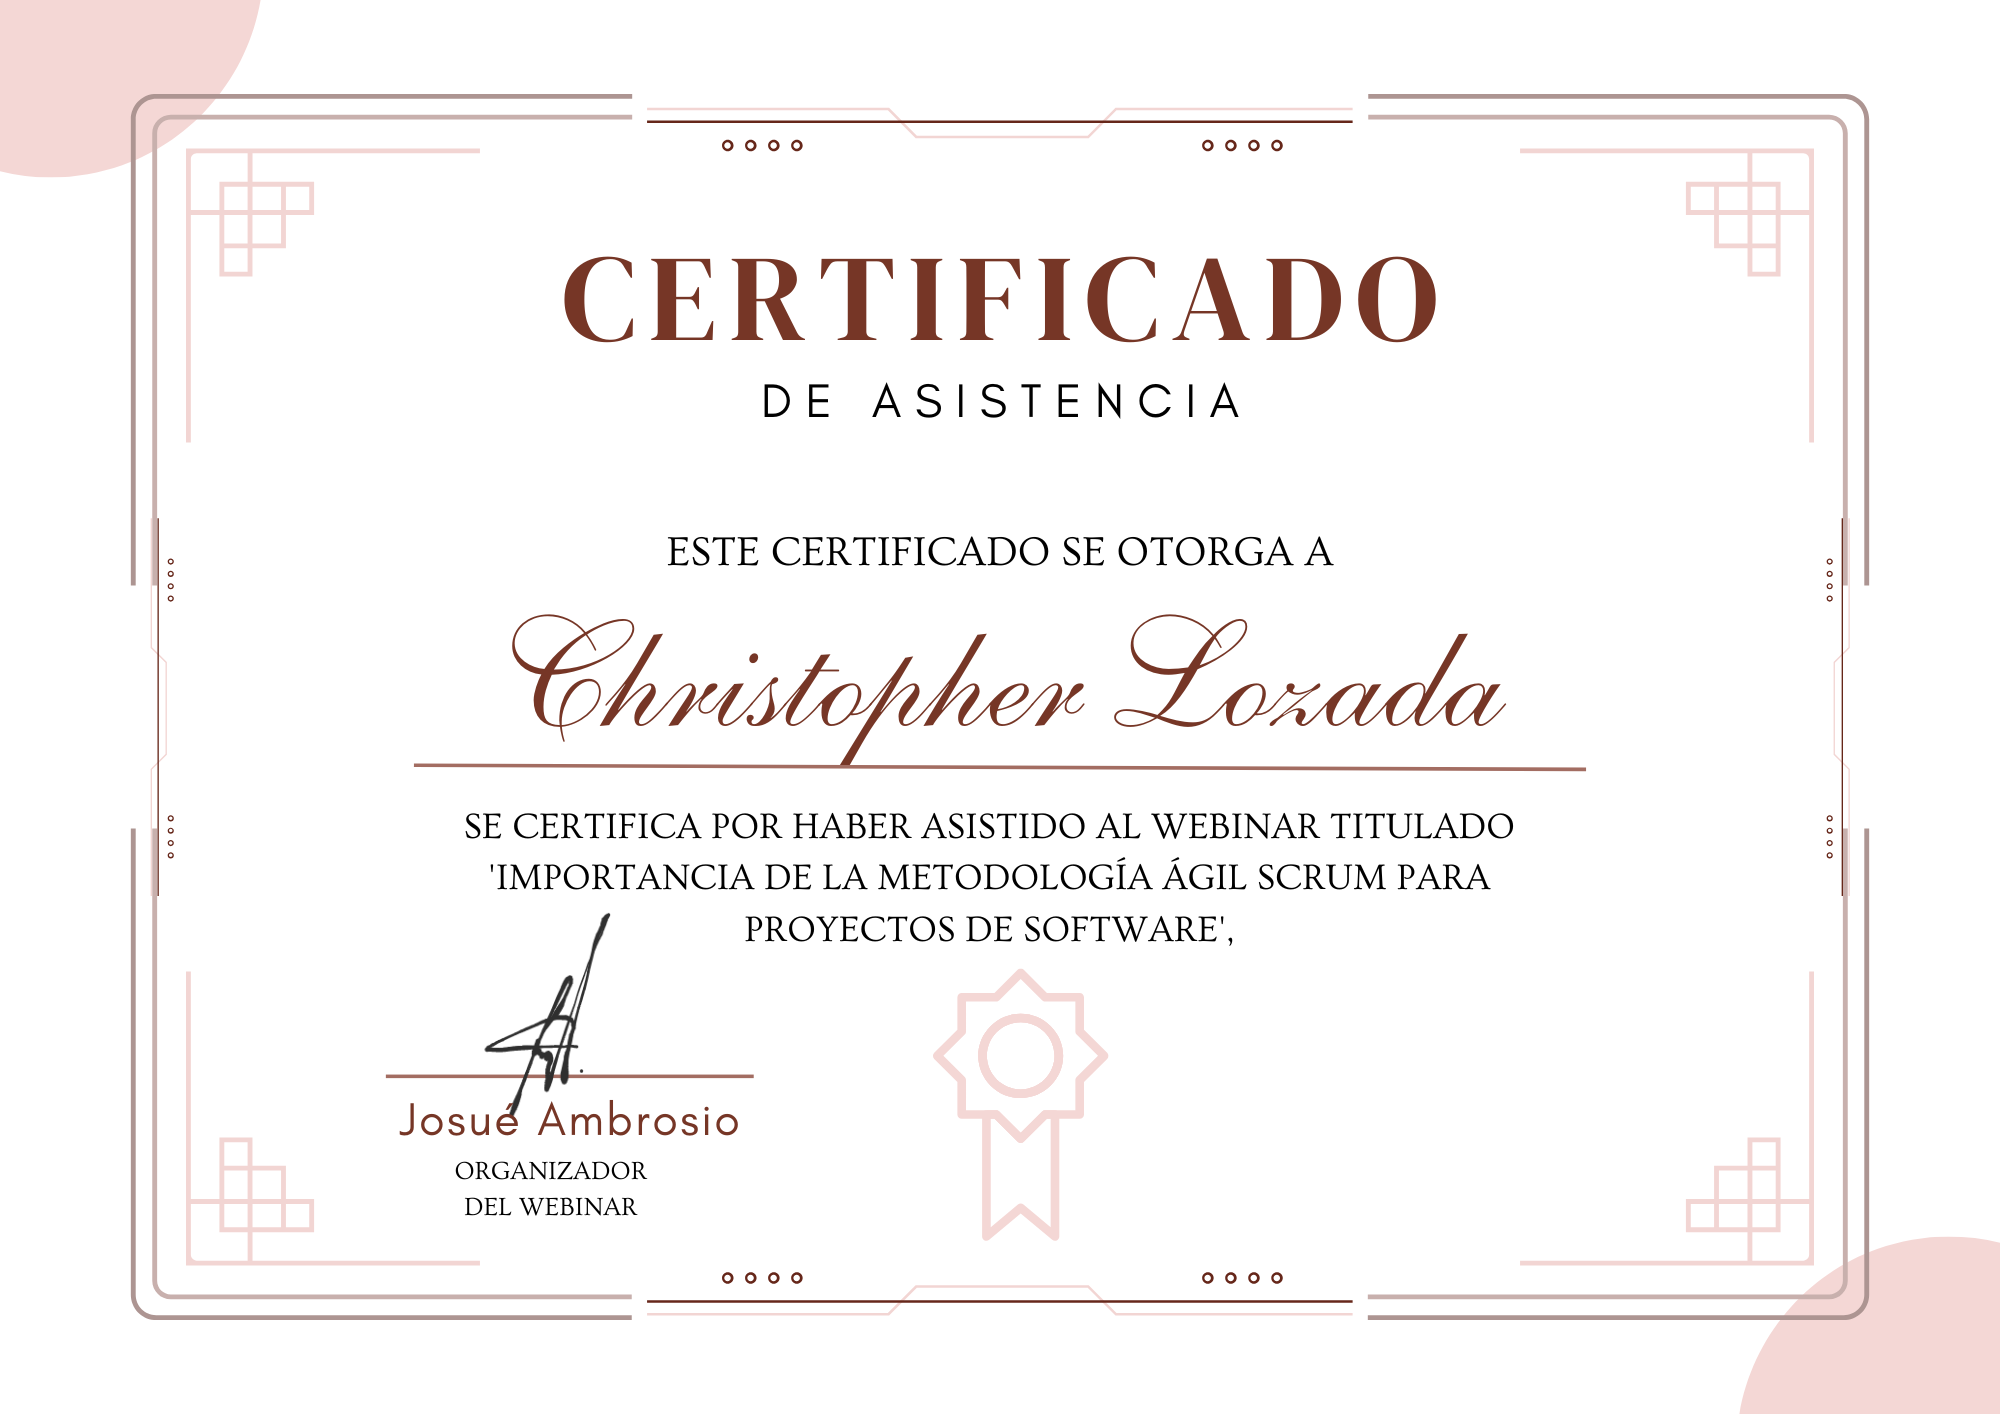 CERTIFICADO
DE ASISTENCIA
ESTE CERTIFICADO SE OTORGA A
Christopher Lozada
SE CERTIFICA POR HABER ASISTIDO AL WEBINAR TITULADO
'IMPORTANCIA DE LA METODOLOGÍA ÁGIL SCRUM PARA
PROYECTOS DE SOFTWARE',
Josué Ambrosio
ORGANIZADOR
DEL WEBINAR